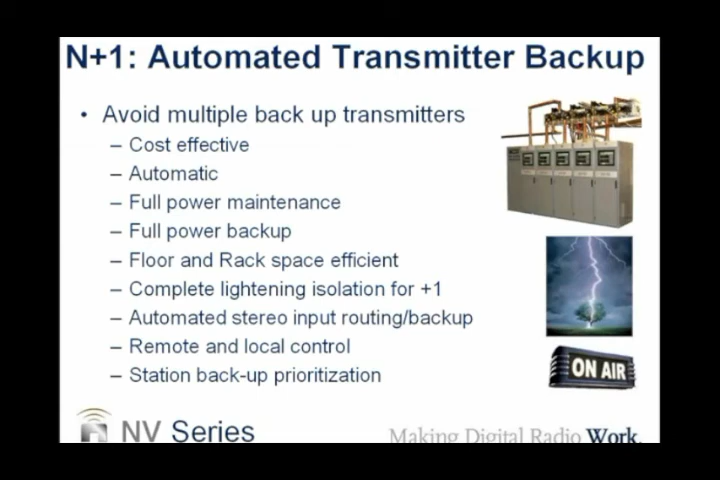 N+1: Automated Transmitter Backup
• Avoid multiple back up transmitters
– Cost effective
– Automatic
– Full power maintenance
– Full power backup
– Floor and Rack space efficient
– Complete lightening isolation for +1
– Automated stereo input routing/backup
– Remote and local control
– Station back-up prioritization
ON AIR
NV Series
Making Digital Radio Work.